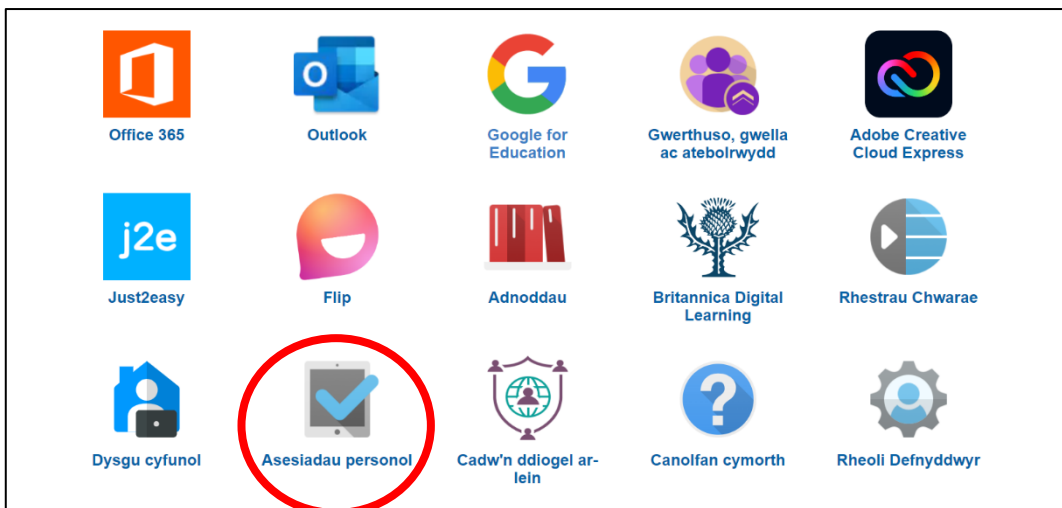 O
Office 365
Outlook
Google for
Education
Gwerthuso, gwella
ac atebolrwydd
Adobe Creative
Cloud Express
j2e
Just2easy
Flip
Adnoddau
Britannica Digital
Learning
Rhestrau Chwarae
?
Dysgu cyfunol
Asesiadau personol
Cadw'n ddiogel ar-
lein
Canolfan cymorth
Rheoli Defnyddwyr